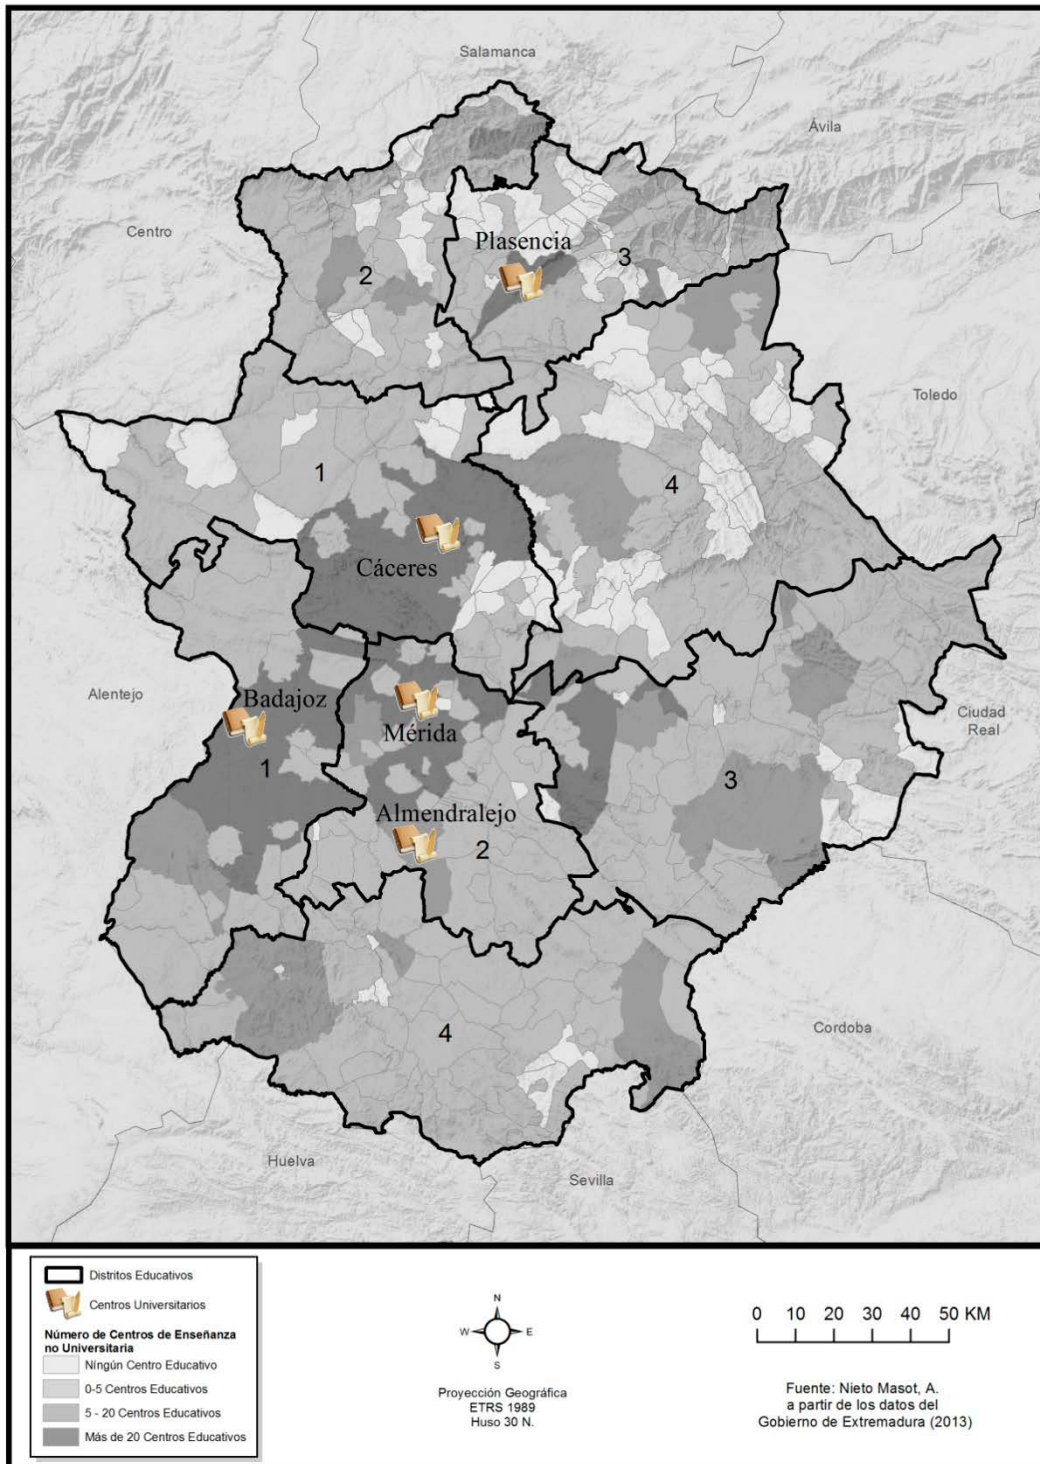 Salamanca
Ávila
Centro
Plasencia
3
2
Toledo
1
4
Cáceres
Alentejo
Badajoz
Mérida
Ciudad
Real
1
3
Almendralejo
2
4
Cordoba
Huelva
Sevilla
Distritos Educativos
Centros Universitarios
Número de Centros de Enseñanza
no Universitaria
Níngún Centro Educativo
0-5 Centros Educativos
5 - 20 Centros Educativos
Más de 20 Centros Educativos
N
W E
S
Proyección Geográfica
ETRS 1989
Huso 30 N.
0 10 20 30 40 50 KM
Fuente: Nieto Masot, A.
a partir de los datos del
Gobierno de Extremadura (2013)